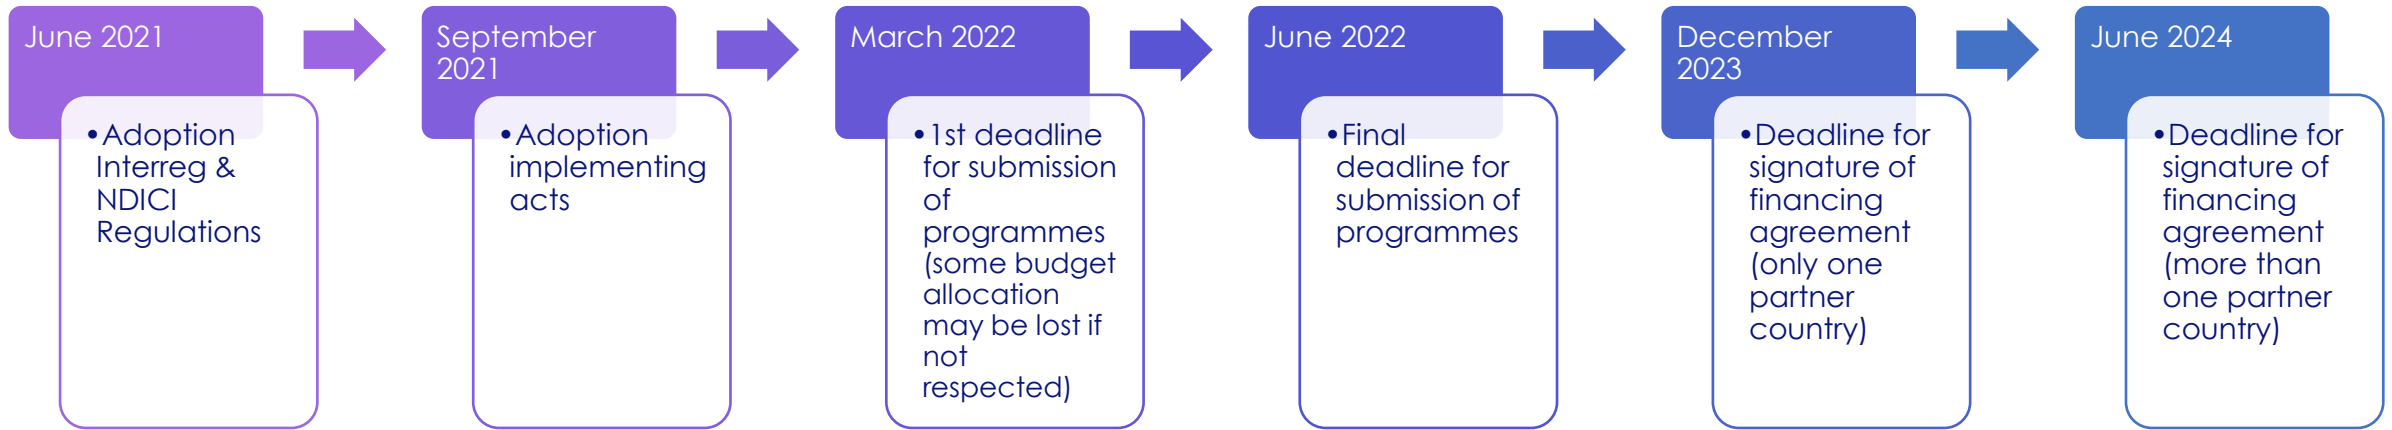 June 2021
•Adoption
Interreg &
NDICI
Regulations
September
2021
•Adoption
implementing
acts
March 2022
•1st deadline
for submission
of
programmes
(some budget
allocation
may be lost if
not
respected)
June 2022
•Final
deadline for
submission of
programmes
December
2023
•Deadline for
signature of
financing
agreement
(only one
partner
country)
June 2024
•Deadline for
signature of
financing
agreement
(more than
one partner
country)